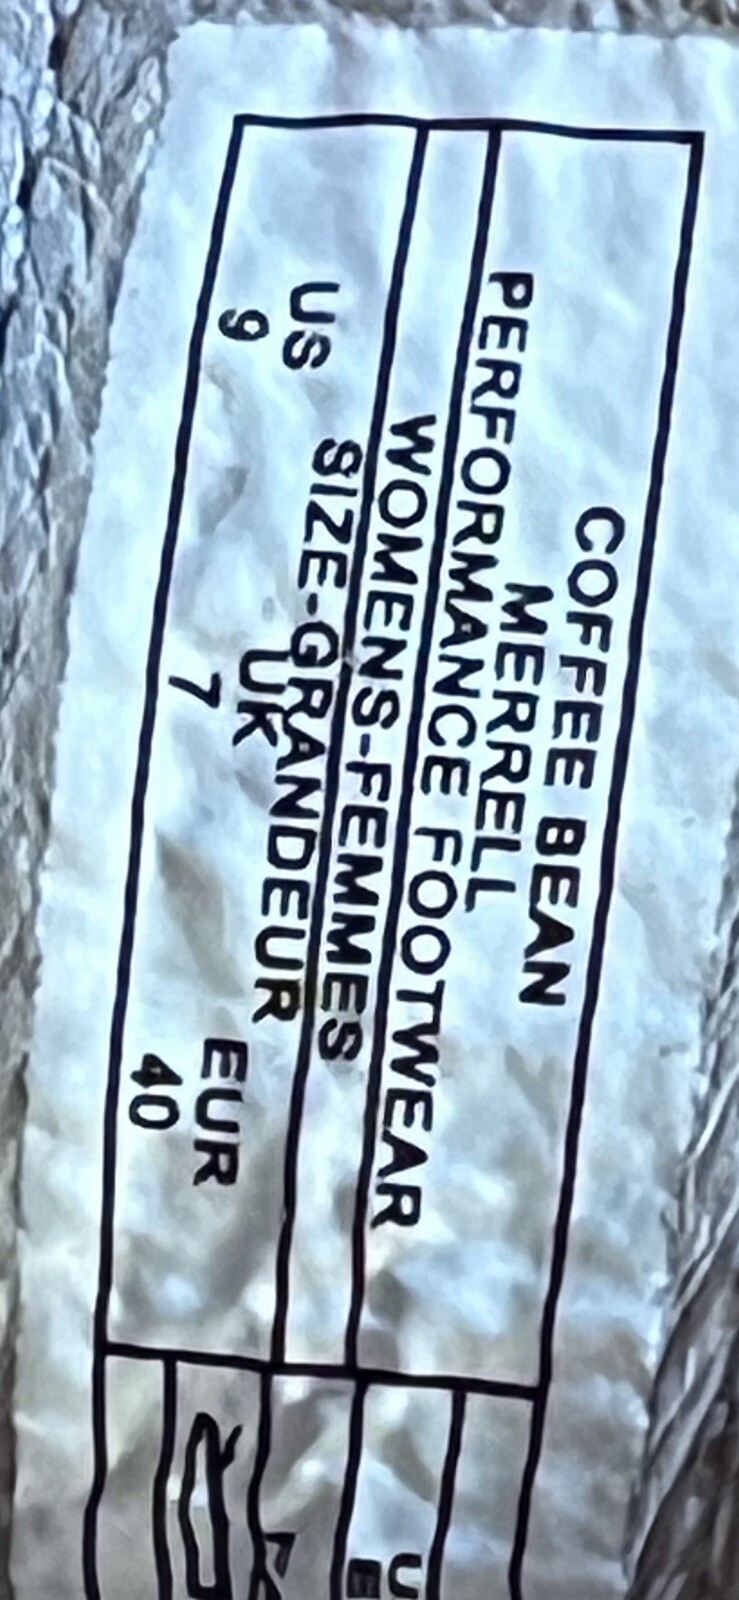 COFFEE BEAN
MERRELL
PERFORMANCE FOOTWEAR
WOMENS-FEMMES
SIZE-GRANDEUR
US UK EUR
9 7 40